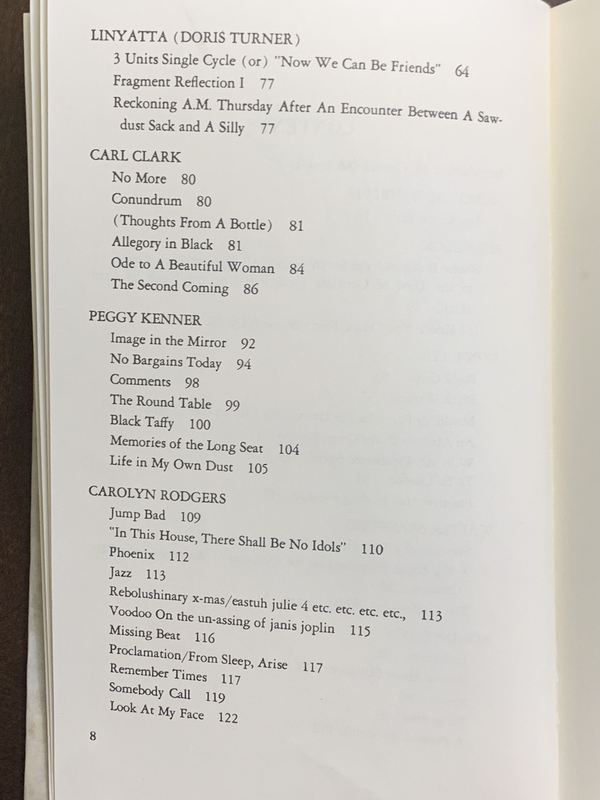 LINYATTA (DORIS TURNER)
3 Units Single Cycle (or) "Now We Can Be Friends" 64
Fragment Reflection I 77
Reckoning A.M. Thursday After An Encounter Between A Saw-
dust Sack and A Silly 77
CARL CLARK
No More 80
Conundrum 80
(Thoughts From A Bottle) 81
Allegory in Black 81
Ode to A Beautiful Woman 84
The Second Coming 86
PEGGY KENNER
Image in the Mirror 92
No Bargains Today 94
Comments 98
The Round Table 99
Black Taffy 100
Memories of the Long Seat 104
Life in My Own Dust 105
CAROLYN RODGERS
Jump Bad 109
"In This House, There Shall Be No Idols" 110
Phoenix 112
Jazz 113
Rebolushinary x-mas/eastuh julie 4 etc. etc. etc. etc., 113
Voodoo On the un-assing of janis joplin 115
Missing Beat 116
Proclamation/From Sleep, Arise 117
Remember Times 117
Somebody Call 119
Look At My Face 122
8